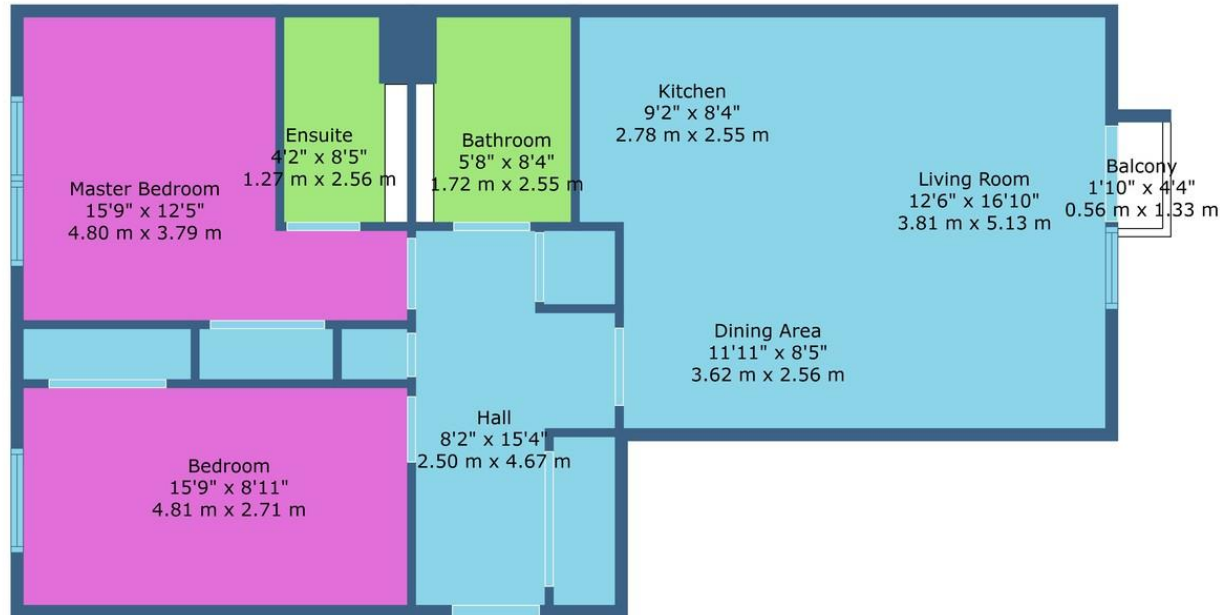 Kitchen
9'2" x 8'4"
2.78 m x 2.55 m
Ensuite
4'2" x 8'5"
1.27 m x 2.56 m
Bathroom
5'8" x 8'4"
1.72 m x 2.55 m
Master Bedroom
15'9" x 12'5"
4.80 m x 3.79 m
Living Room
12'6" x 16'10"
3.81 m x 5.13 m
Balcony
1'10" x 4'4"
0.56 m x 1.33 m
Dining Area
11'11" x 8'5"
3.62 m x 2.56 m
Hall
8'2" x 15'4"
2.50 m x 4.67 m
Bedroom
15'9" x 8'11"
4.81 m x 2.71 m